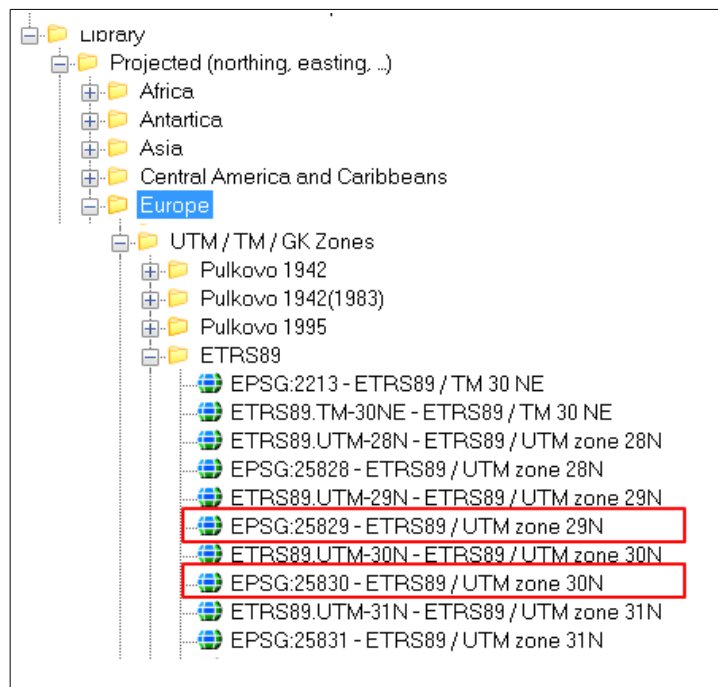 Library
Projected (northing, easting, ...)
Africa
Antartica
Asia
Central America and Caribbeans
Europe
UTM / TM / GK Zones
Pulkovo 1942
Pulkovo 1942(1983)
Pulkovo 1995
ETRS89
EPSG:2213 - ETRS89 / TM 30 NE
ETRS89.TM-30NE - ETRS89 / TM 30 NE
ETRS89.UTM-28N - ETRS89 / UTM zone 28N
EPSG:25828 - ETRS89 / UTM zone 28N
ETRS89.UTM-29N - ETRS89 / UTM zone 29N
EPSG:25829 - ETRS89 / UTM zone 29N
ETRS89.UTM-30N - ETRS89 / UTM zone 30N
EPSG:25830 - ETRS89 / UTM zone 30N
ETRS89.UTM-31N - ETRS89 / UTM zone 31N
EPSG:25831 - ETRS89 / UTM zone 31N